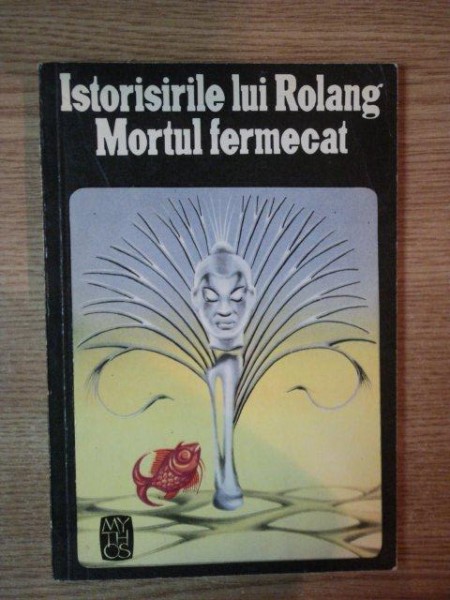 Istorisirile lui Rolang
Mortul fermecat
MY
TH
OS